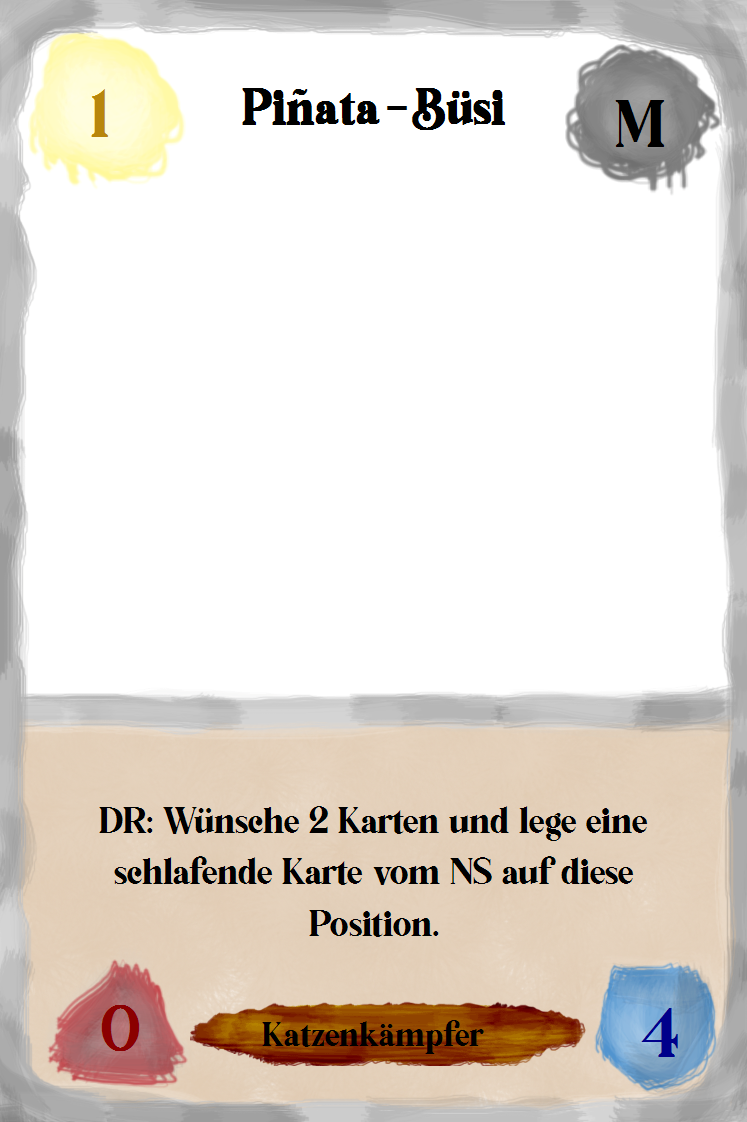 1
Piñata-Büsi
M
DR: Wünsche 2 Karten und lege eine
schlafende Karte vom NS auf diese
Position.
0
Katzenkämpfer
4